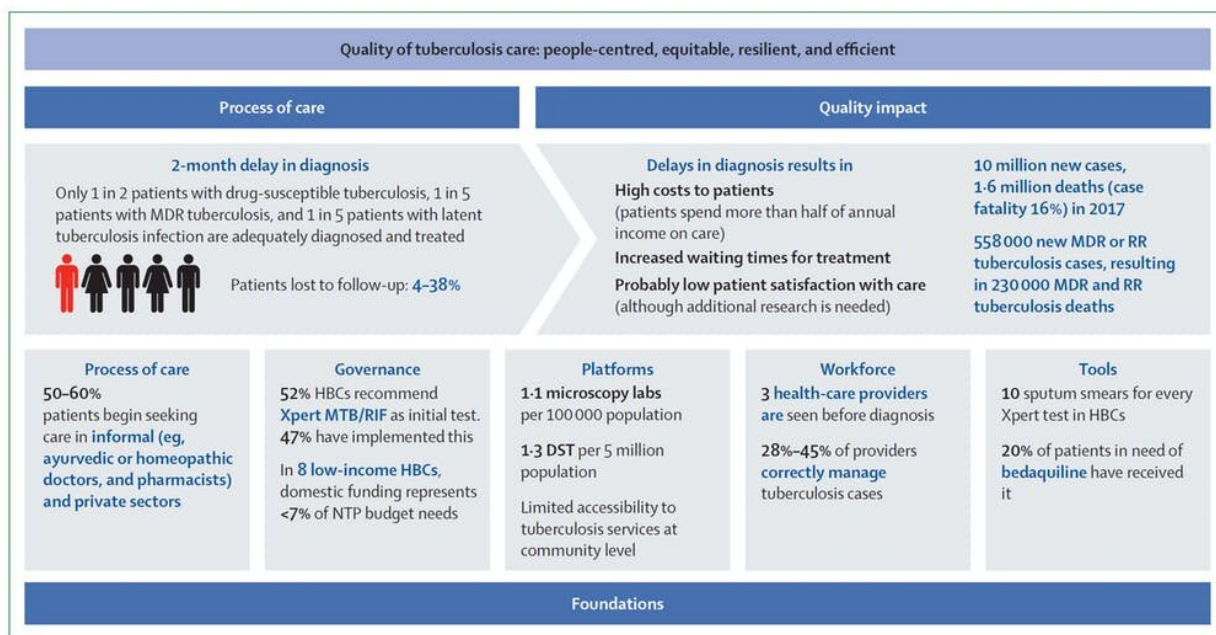 Quality of tuberculosis care: people-centred, equitable, resilient, and efficient
Process of care
Quality impact
2-month delay in diagnosis
Only 1 in 2 patients with drug-susceptible tuberculosis, 1 in 5
patients with MDR tuberculosis, and 1 in 5 patients with latent
tuberculosis infection are adequately diagnosed and treated
Patients lost to follow-up: 4–38%
Delays in diagnosis results in
High costs to patients
(patients spend more than half of annual
income on care)
Increased waiting times for treatment
Probably low patient satisfaction with care
(although additional research is needed)
10 million new cases,
1·6 million deaths (case
fatality 16%) in 2017
558 000 new MDR or RR
tuberculosis cases, resulting
in 230 000 MDR and RR
tuberculosis deaths
Process of care
50–60%
patients begin seeking
care in informal (eg,
ayurvedic or homeopathic
doctors, and pharmacists)
and private sectors
Governance
52% HBCs recommend
Xpert MTB/RIF as initial test.
47% have implemented this
In 8 low-income HBCs,
domestic funding represents
<7% of NTP budget needs
Platforms
1·1 microscopy labs
per 100 000 population
1·3 DST per 5 million
population
Limited accessibility to
tuberculosis services at
community level
Workforce
3 health-care providers
are seen before diagnosis
28%–45% of providers
correctly manage
tuberculosis cases
Tools
10 sputum smears for every
Xpert test in HBCs
20% of patients in need of
bedaquiline have received
it
Foundations